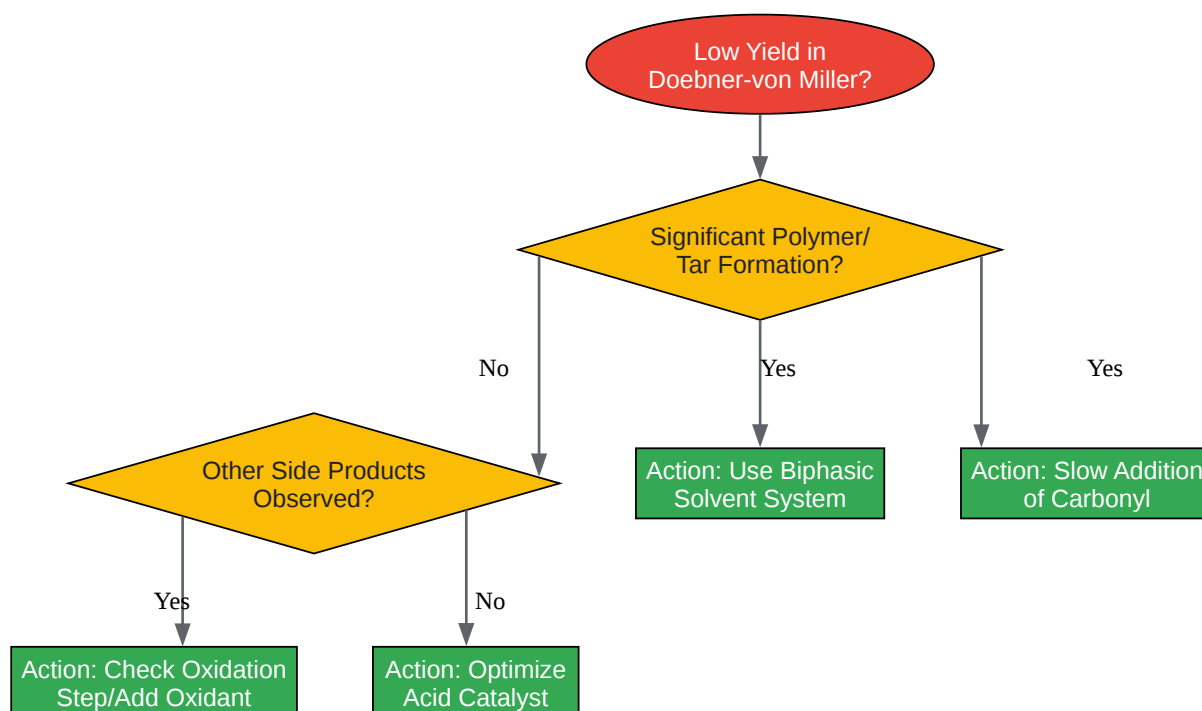 Low Yield in
Doebner-von Miller?
Significant Polymer/
Tar Formation?
No
Yes
Yes
Other Side Products
Observed?
Action: Use Biphasic
Solvent System
Action: Slow Addition
of Carbonyl
Yes
No
Action: Check Oxidation
Step/Add Oxidant
Action: Optimize
Acid Catalyst